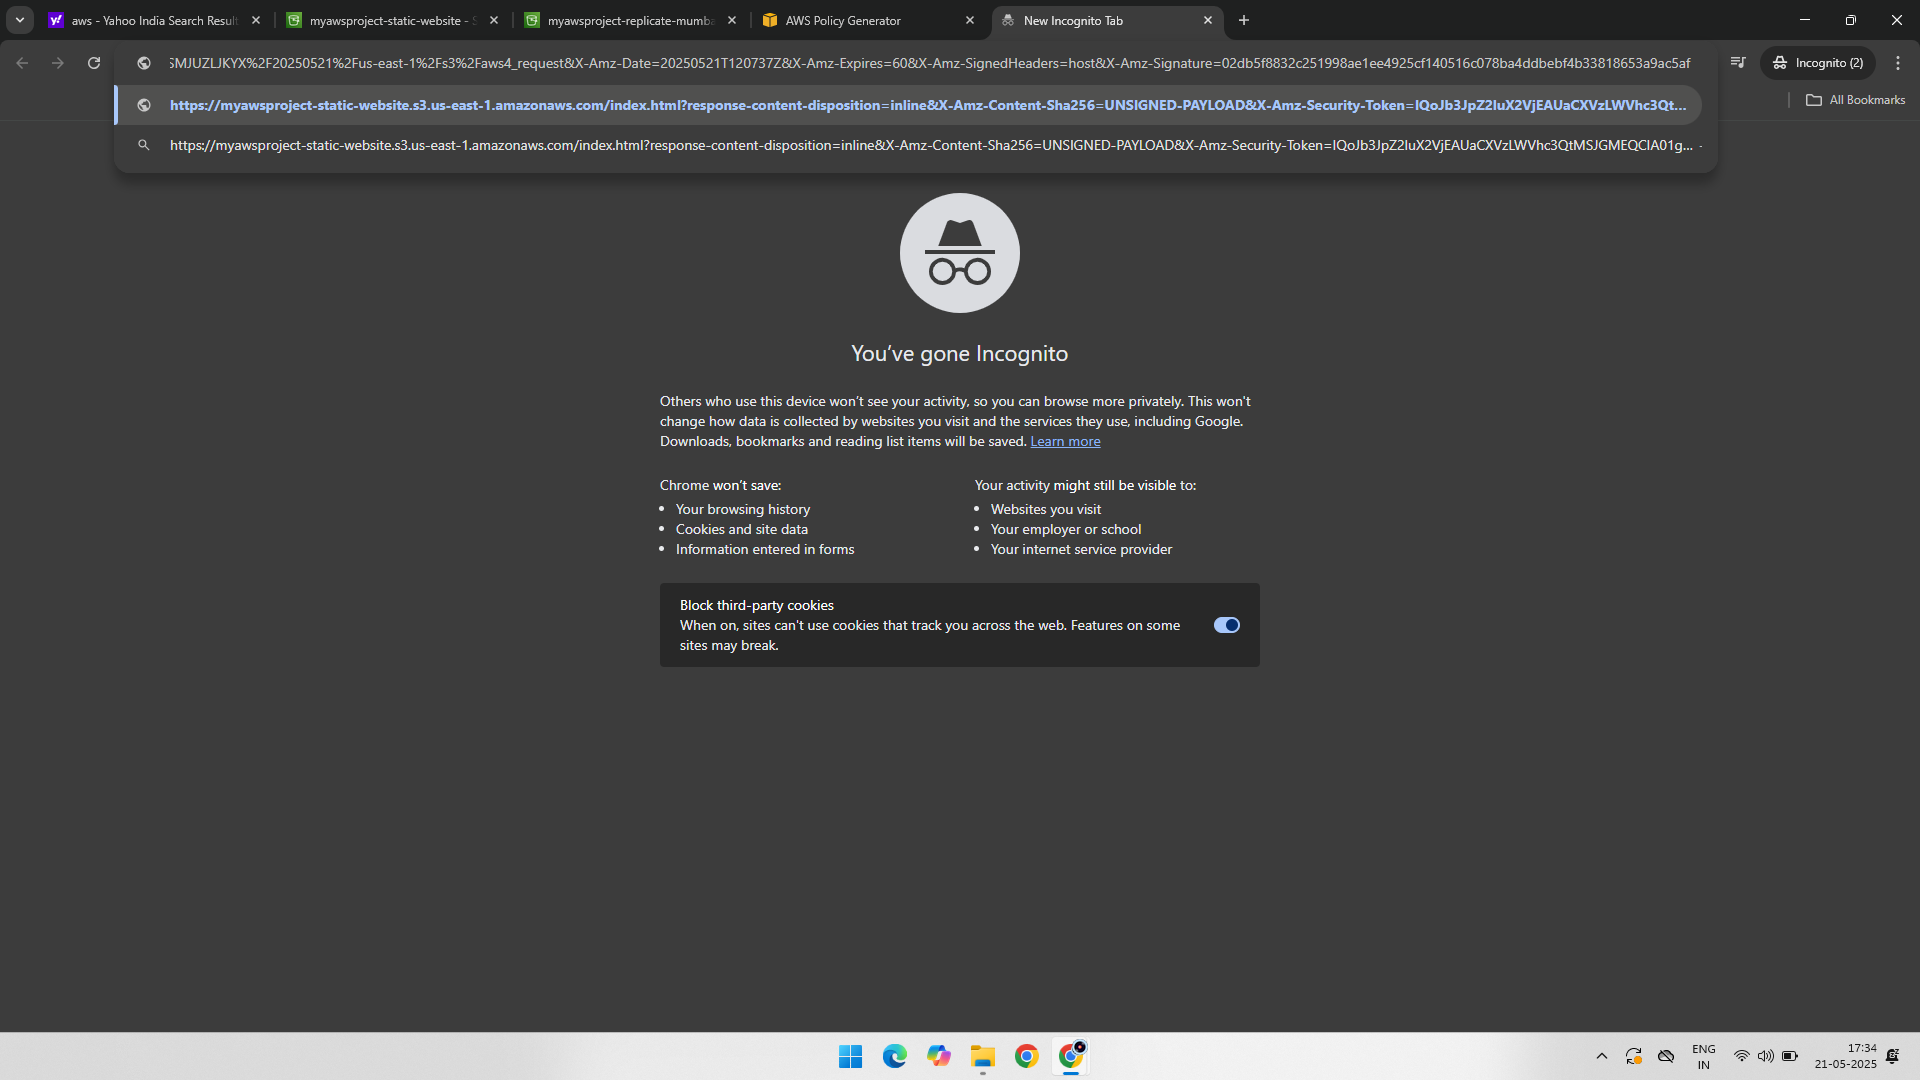 aws - Yahoo India Search Result
myawsproject-static-website - S
myawsproject-replicate-mumba
AWS Policy Generator
New Incognito Tab
SMJUZLJKYX%2F20250521%2Fus-east-1%2Fs3%2Faws4_request&X-Amz-Date=20250521T120737Z&X-Amz-Expires=60&X-Amz-SignedHeaders=host&X-Amz-Signature=02db5f8832c251998ae1ee4925cf140516c078ba4ddbebf4b33818653a9ac5af
Incognito (2)
https://myawsproject-static-website.s3.us-east-1.amazonaws.com/index.html?response-content-disposition=inline&X-Amz-Content-Sha256=UNSIGNED-PAYLOAD&X-Amz-Security-Token=IQoJb3JpZ2luX2VjEAUaCXVzLWVhc3Qt...
All Bookmarks
https://myawsproject-static-website.s3.us-east-1.amazonaws.com/index.html?response-content-disposition=inline&X-Amz-Content-Sha256=UNSIGNED-PAYLOAD&X-Amz-Security-Token=IQoJb3JpZ2luX2VjEAUaCXVzLWVhc3QtMSJGMEQCIA01g... -
You've gone Incognito
Others who use this device won't see your activity, so you can browse more privately. This won't
change how data is collected by websites you visit and the services they use, including Google.
Downloads, bookmarks and reading list items will be saved. Learn more
Chrome won't save:
Your browsing history
Cookies and site data
Information entered in forms
Your activity might still be visible to:
Websites you visit
Your employer or school
Your internet service provider
Block third-party cookies
When on, sites can't use cookies that track you across the web. Features on some
sites may break.
ENG
IN
17:34
21-05-2025